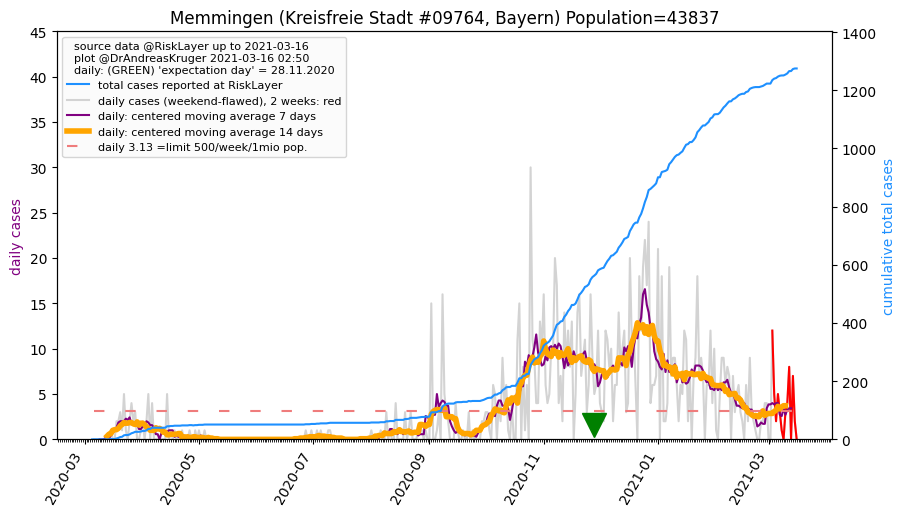 Memmingen (Kreisfreie Stadt #09764, Bayern) Population=43837
source data @RiskLayer up to 2021-03-16
plot @DrAndreasKruger 2021-03-16 02:50
daily: (GREEN) 'expectation day' = 28.11.2020
total cases reported at RiskLayer
daily cases (weekend-flawed), 2 weeks: red
daily: centered moving average 7 days
daily: centered moving average 14 days
daily 3.13 =limit 500/week/1mio pop.
daily cases
45
40
35
30
25
20
15
10
5
0
1400
1200
1000
800
600
400
200
0
cumulative total cases
2020-03
2020-05
2020-07
2020-09
2020-11
2021-01
2021-03